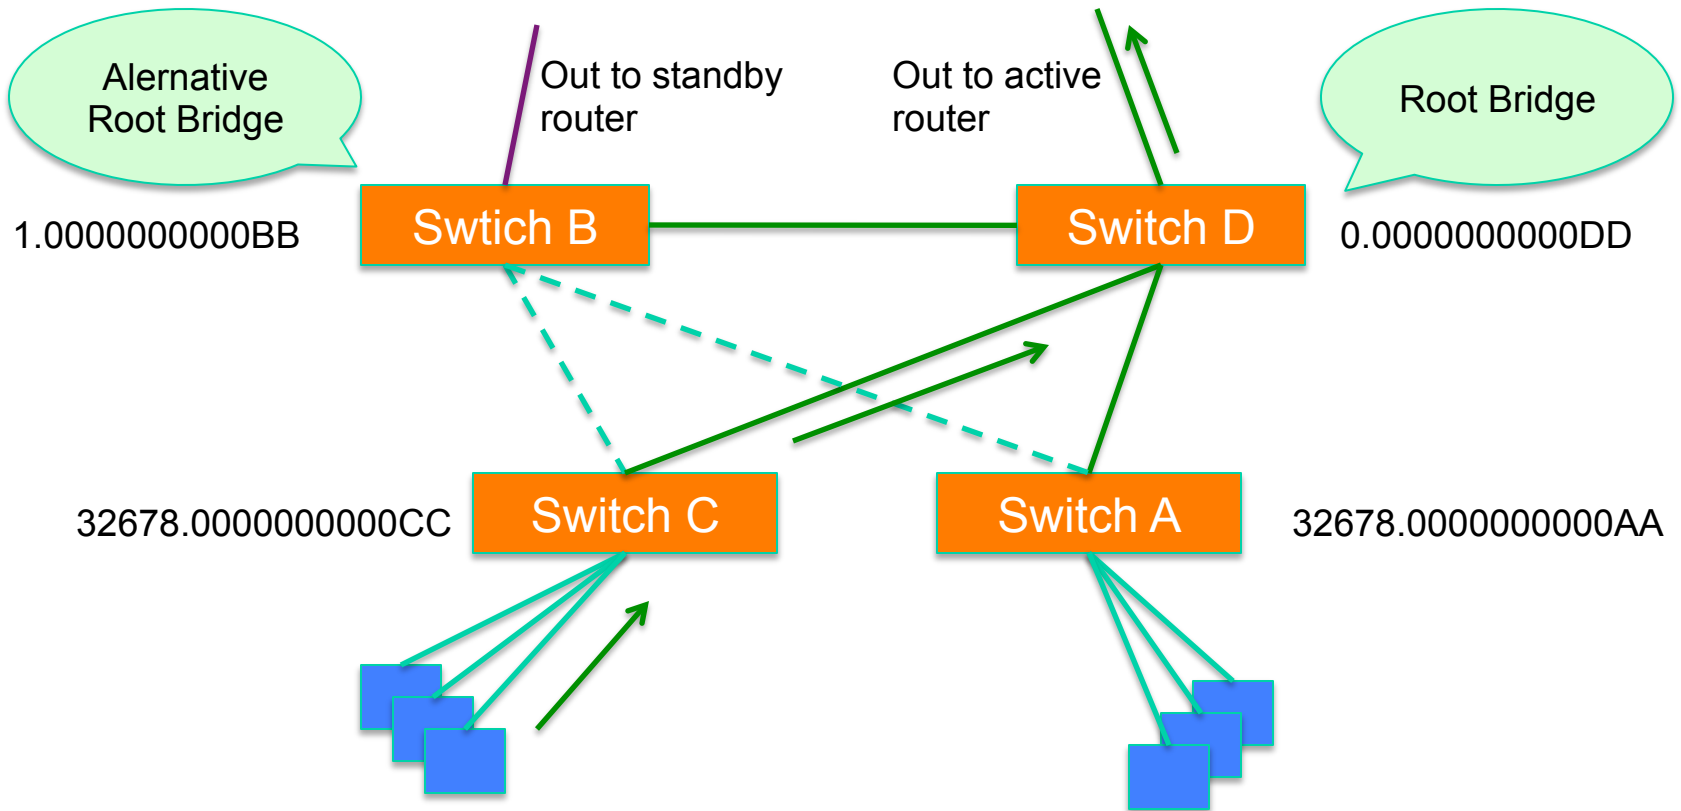 Alernative
Root Bridge
Out to standby
router
Out to active
router
Root Bridge
1.0000000000BB
Swtich B
Switch D
0.0000000000DD
32678.0000000000CC
Switch C
Switch A
32678.0000000000AA